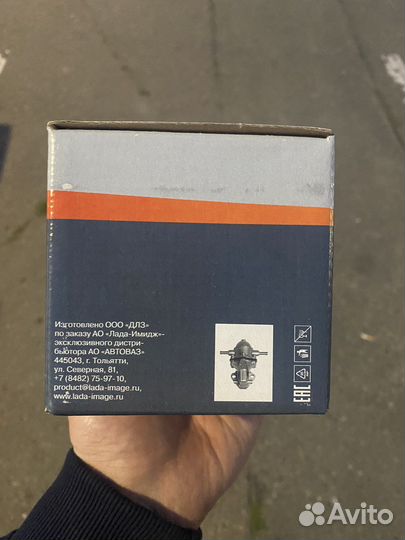 Изготовлено ООО «ДЛЗ»
по заказу АО «Лада-Имидж»-
эксклюзивного дистри-
бьютора АО «АВТОВАЗ»
445043, г. Тольятти,
ул. Северная, 81,
+7 (8482) 75-97-10,
product@lada-image.ru,
www.lada-image.ru
EAC
Avito